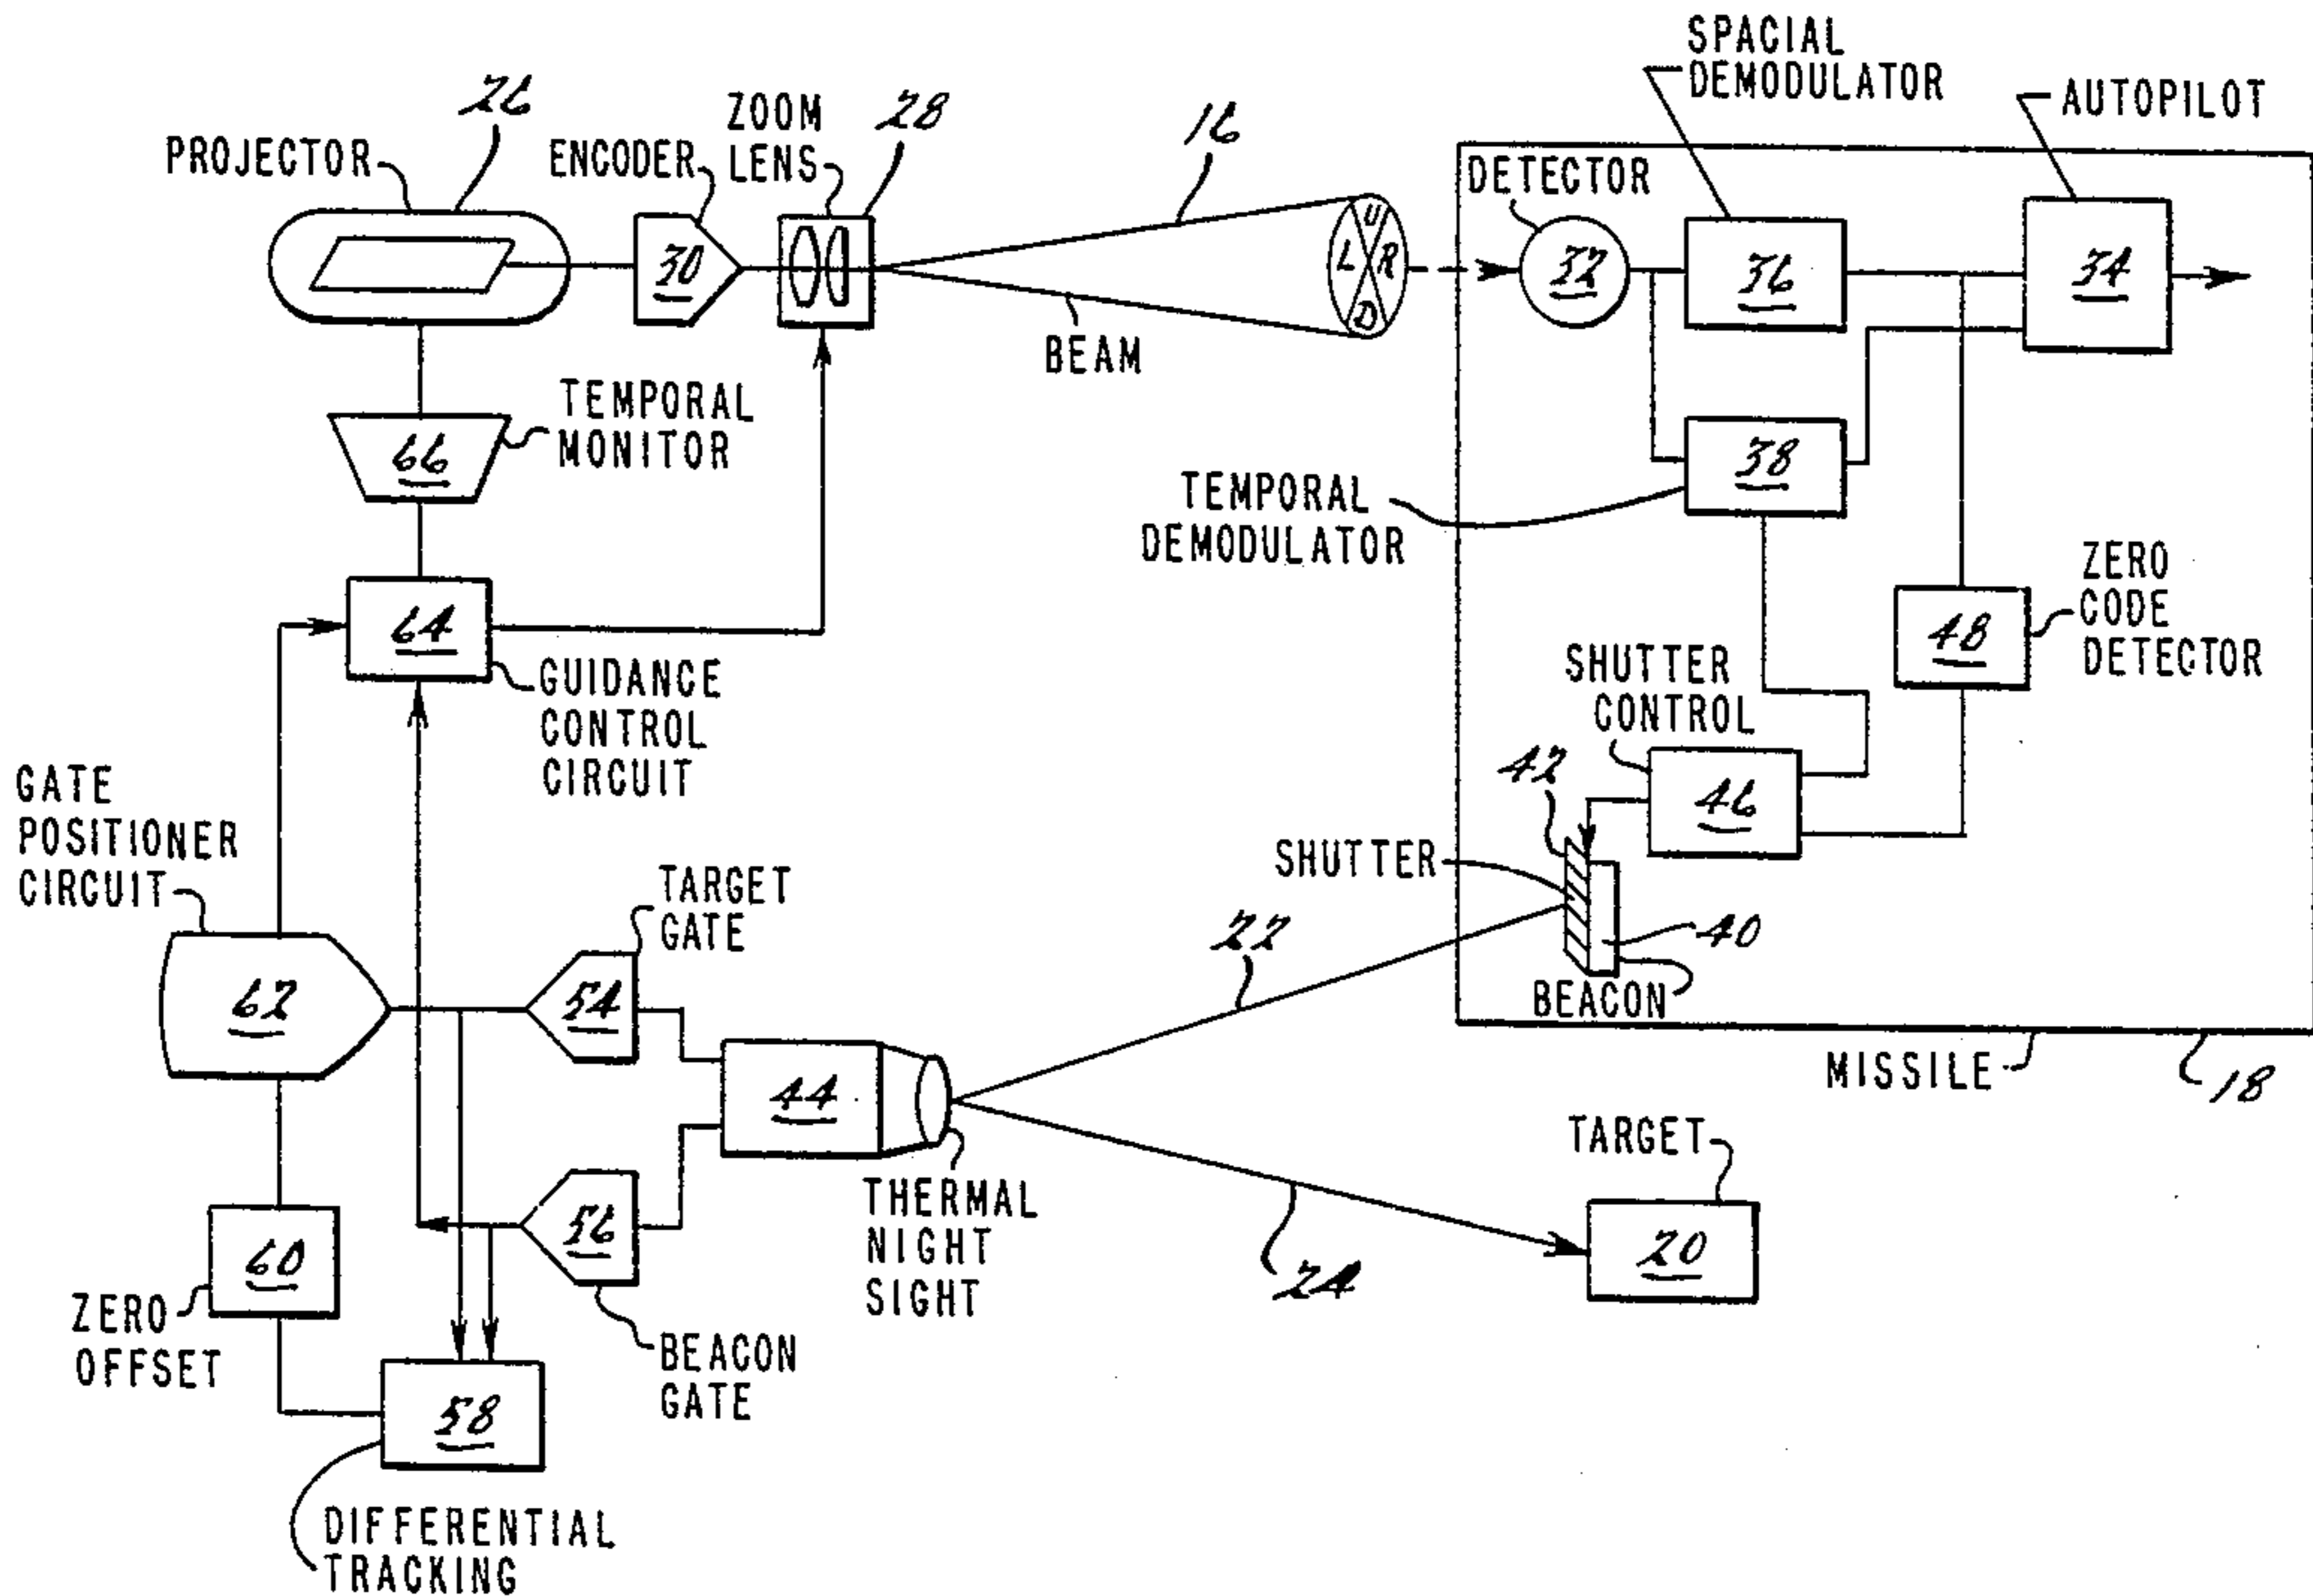 26
PROJECTOR
ENCODER
30
ZOOM
LENS
28
16
BEAM
U
L R
D
SPACIAL
DEMODULATOR
AUTOPILOT
DETECTOR
32
36
34
TEMPORAL
MONITOR
66
38
TEMPORAL
DEMODULATOR
ZERO
CODE
DETECTOR
48
64
GUIDANCE
CONTROL
CIRCUIT
SHUTTER
CONTROL
46
42
SHUTTER
40
BEACON
GATE
POSITIONER
CIRCUIT
62
TARGET
GATE
54
22
MISSILE
18
44
THERMAL
NIGHT
SIGHT
24
TARGET
20
56
BEACON
GATE
60
ZERO
OFFSET
58
DIFFERENTIAL
TRACKING